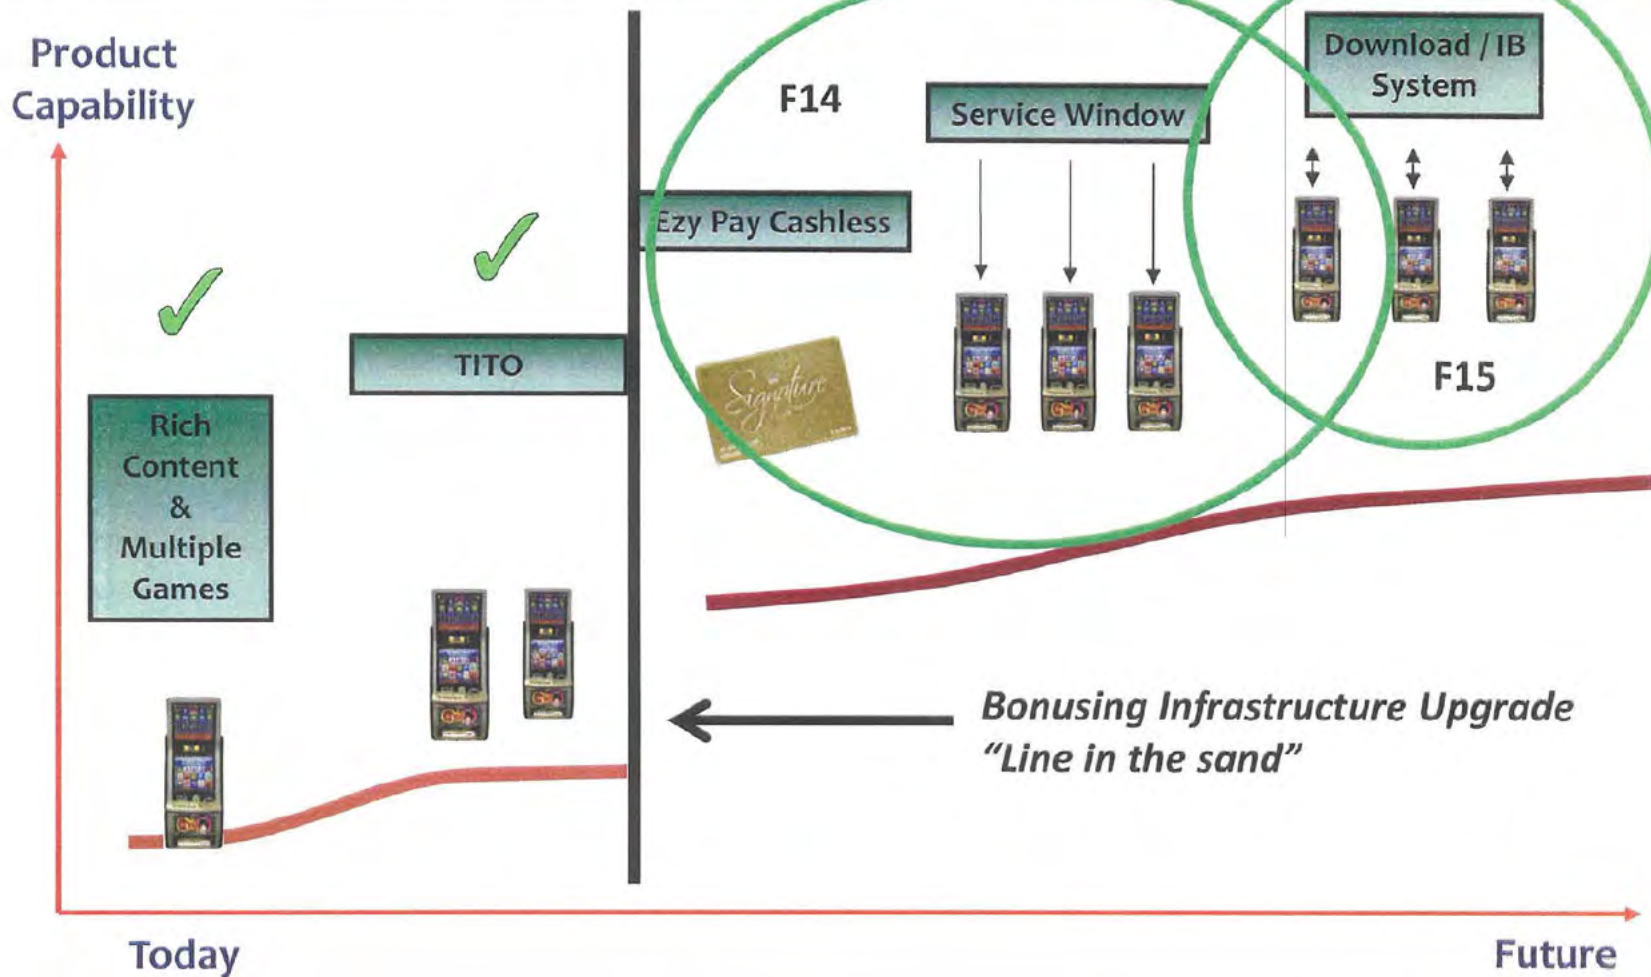 Product
Capability
F14
Service Window
Download / IB
System
Ezy Pay Cashless
TITO
Rich
Content
&
Multiple
Games
Signature
F15
Bonusing Infrastructure Upgrade
“Line in the sand”
Today
Future